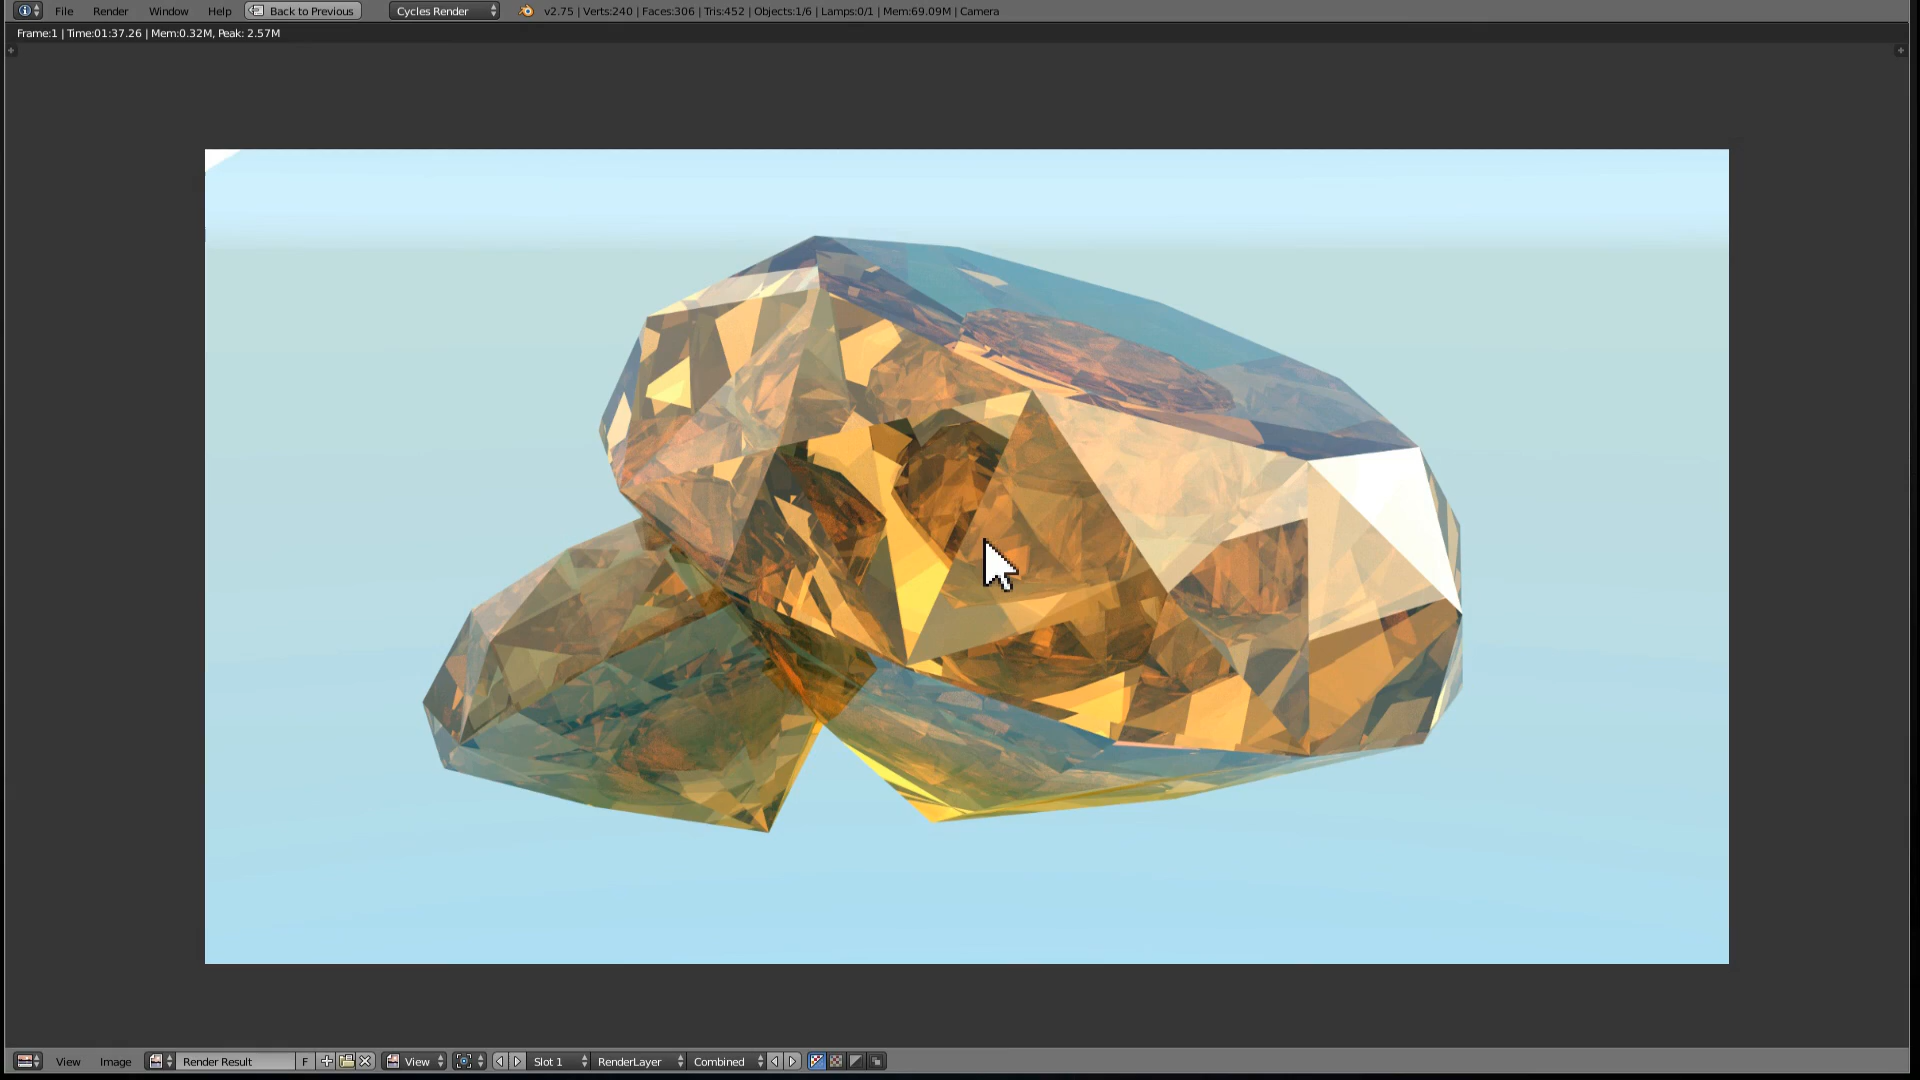 File Render Window Help Back to Previous Cycles Render v2.75 | Verts:240 | Faces:306 | Tris:452 | Objects:1/6 | Lamps:0/1 | Mem:69.09M | Camera
Frame:1 | Time:01:37.26 | Mem:0.32M, Peak: 2.57M
View Image Render Result F View Slot 1 RenderLayer Combined